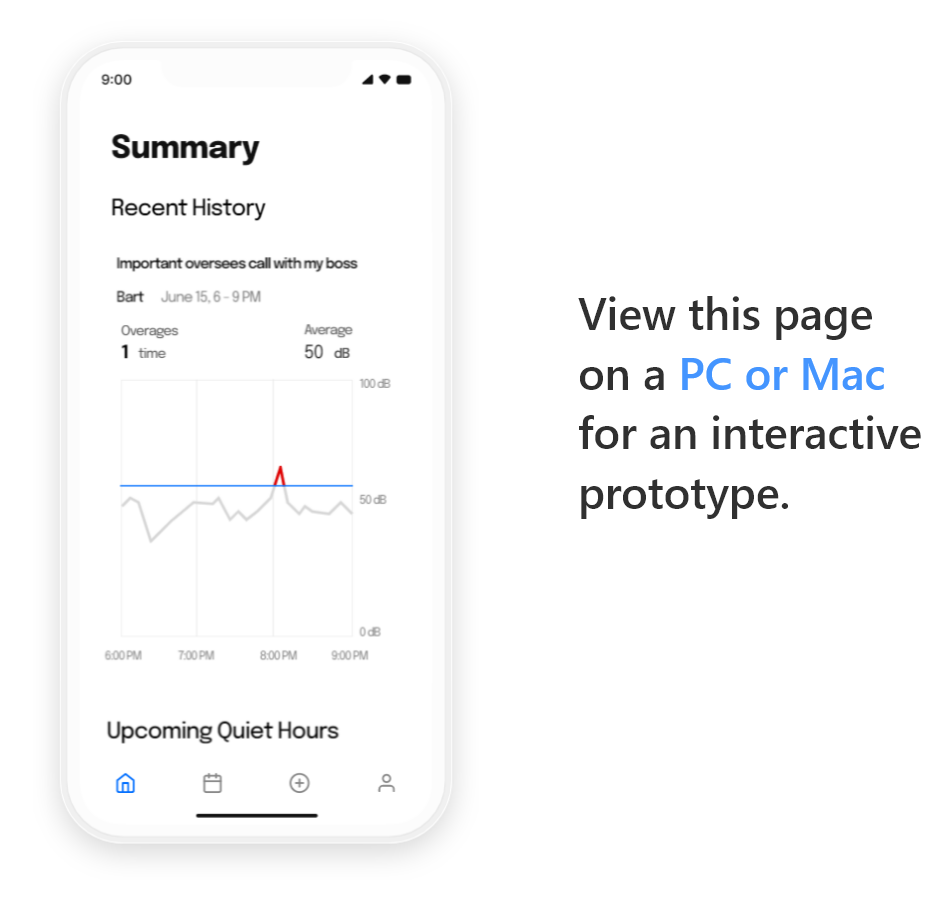 9:00
Summary
Recent History
Important oversees call with my boss
Bart June 15, 6 - 9 PM
Overages Average
1 time 50 dB
100 dB
50 dB
0 dB
6:00 PM 7:00 PM 8:00 PM 9:00 PM
Upcoming Quiet Hours
View this page
on a PC or Mac
for an interactive
prototype.